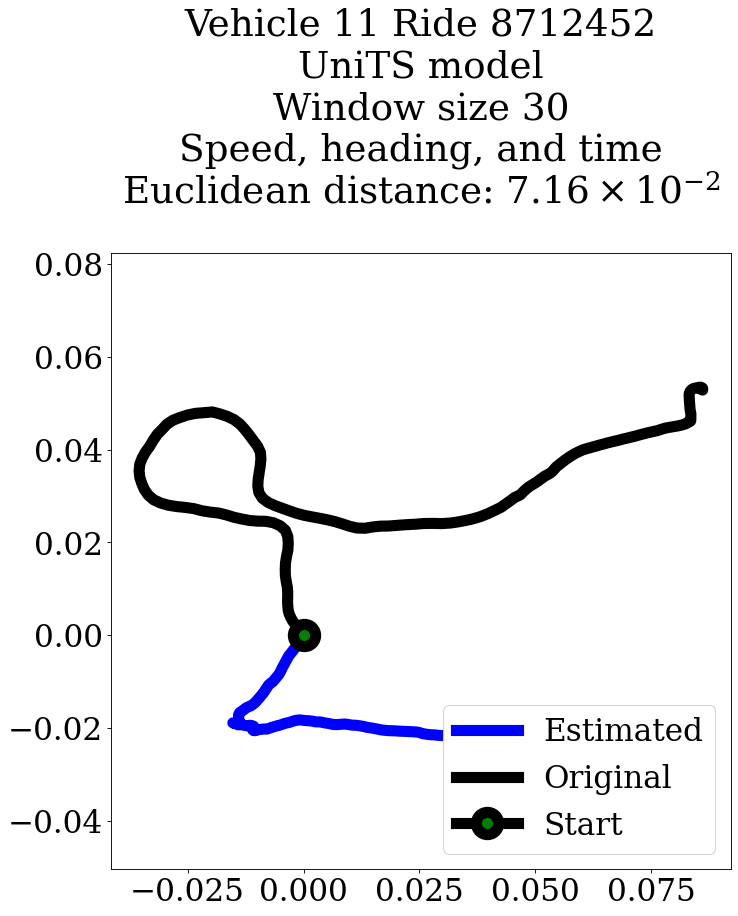 Vehicle 11 Ride 8712452
UniTS model
Window size 30
Speed, heading, and time
Euclidean distance: 7.16 × 10⁻²
0.08
0.06
0.04
0.02
0.00
−0.02
−0.04
Estimated
Original
Start
−0.025 0.000 0.025 0.050 0.075